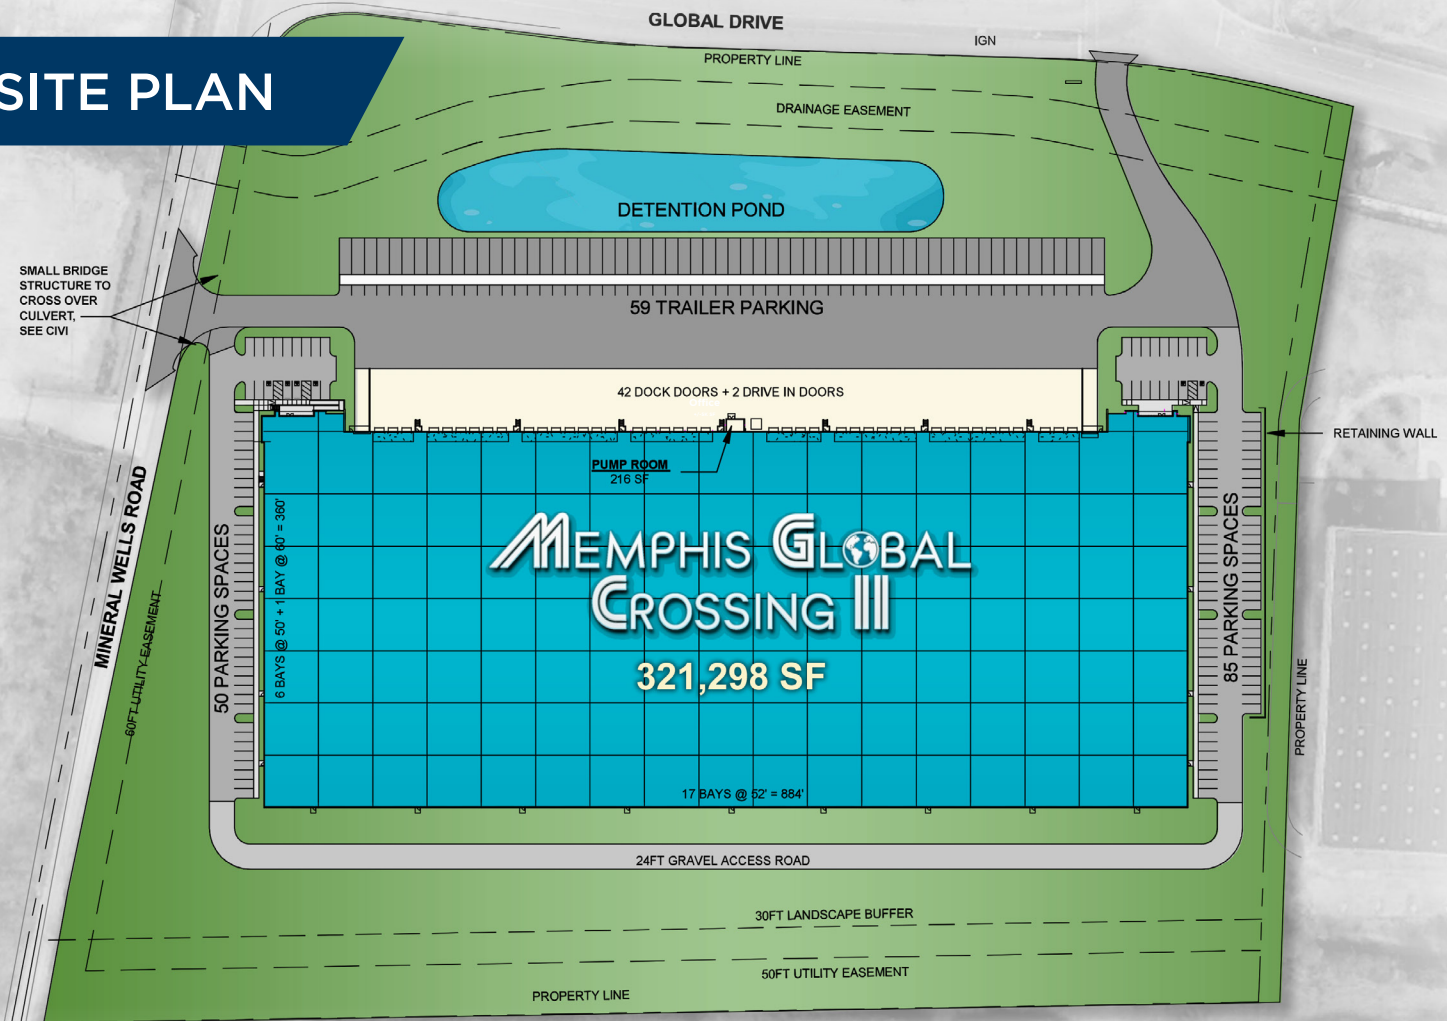 GLOBAL DRIVE
IGN
PROPERTY LINE
SITE PLAN
DRAINAGE EASEMENT
DETENTION POND
SMALL BRIDGE
STRUCTURE TO
CROSS OVER
CULVERT,
SEE CIVI
59 TRAILER PARKING
42 DOCK DOORS + 2 DRIVE IN DOORS
RETAINING WALL
PUMP ROOM
216 SF
MINERAL WELLS ROAD
60FT UTILITY EASEMENT
50 PARKING SPACES
6 BAYS @ 50' + 1 BAY @ 60' = 360'
MEMPHIS GLOBAL
CROSSING III
321,298 SF
85 PARKING SPACES
PROPERTY LINE
17 BAYS @ 52' = 884'
24FT GRAVEL ACCESS ROAD
30FT LANDSCAPE BUFFER
50FT UTILITY EASEMENT
PROPERTY LINE